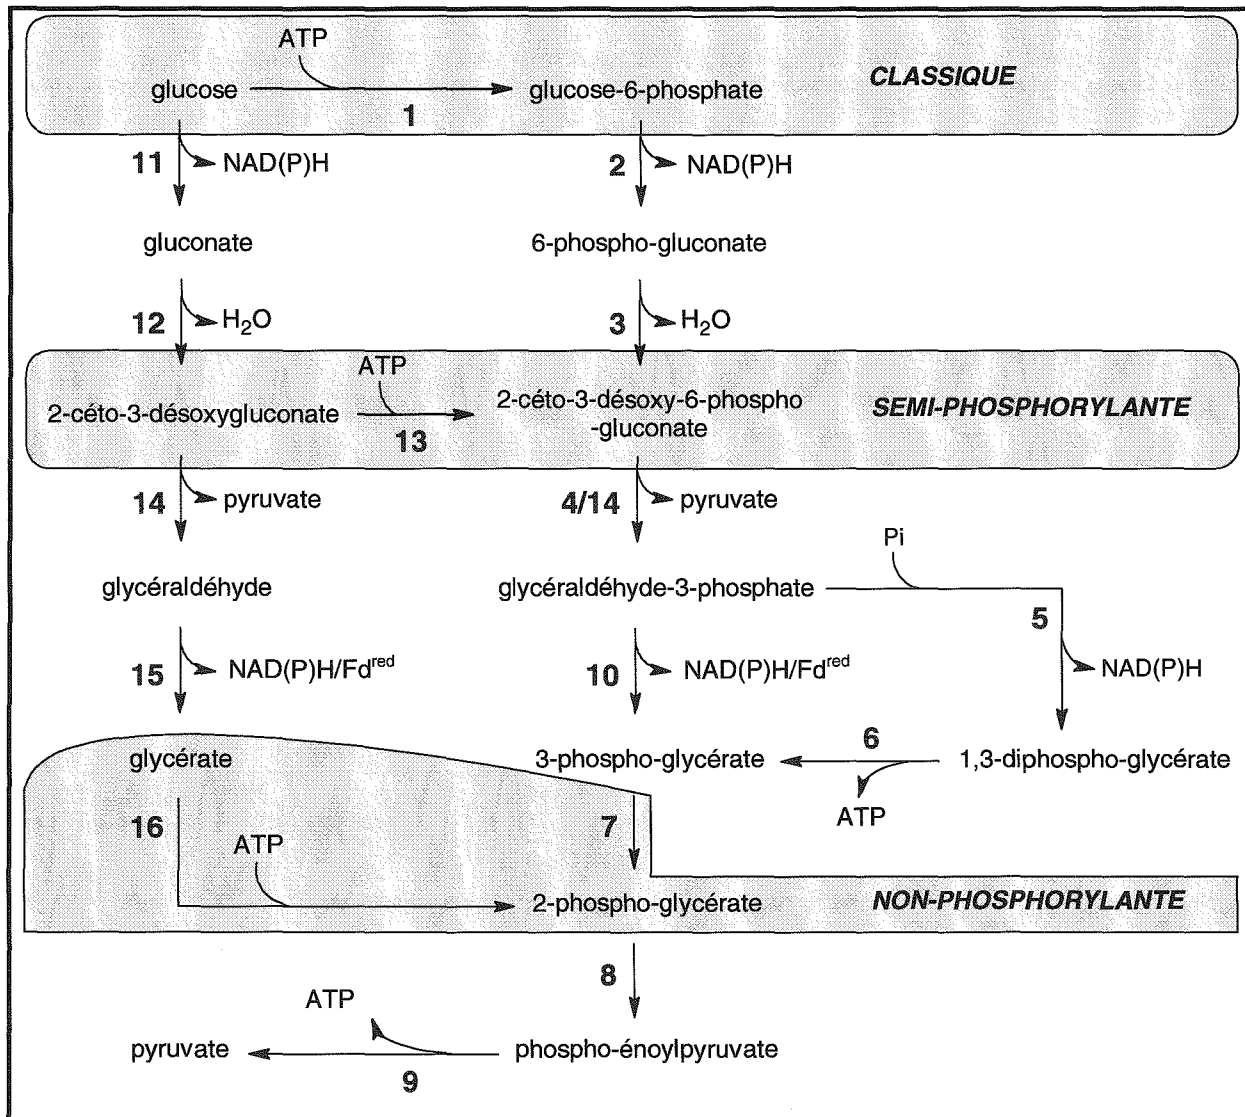 ATP
CLASSIQUE
glucose
glucose-6-phosphate
1
11
NAD(P)H
2
NAD(P)H
gluconate
6-phospho-gluconate
12
H₂O
3
H₂O
ATP
2-céto-3-désoxygluconate
2-céto-3-désoxy-6-phospho
-gluconate
SEMI-PHOSPHORYLANTE
13
14
pyruvate
4/14
pyruvate
Pi
glycéraldéhyde
glycéraldéhyde-3-phosphate
5
15
NAD(P)H/Fdʳᵉᵈ
10
NAD(P)H/Fdʳᵉᵈ
NAD(P)H
glycérate
3-phospho-glycérate
6
1,3-diphospho-glycérate
ATP
16
ATP
7
2-phospho-glycérate
NON-PHOSPHORYLANTE
8
ATP
pyruvate
phospho-énoylpyruvate
9